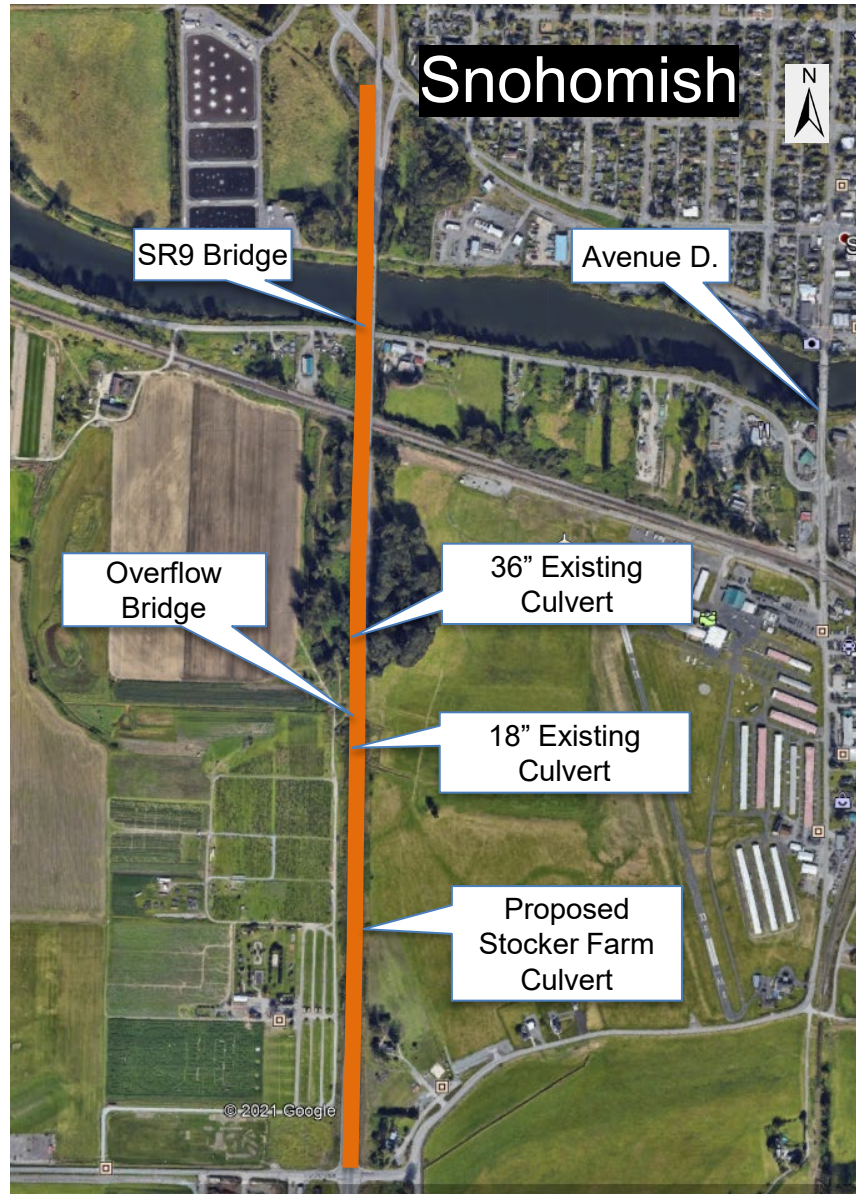 Snohomish
N
SR9 Bridge
Avenue D.
S
Overflow
Bridge
36” Existing
Culvert
18” Existing
Culvert
Proposed
Stocker Farm
Culvert
© 2021 Google